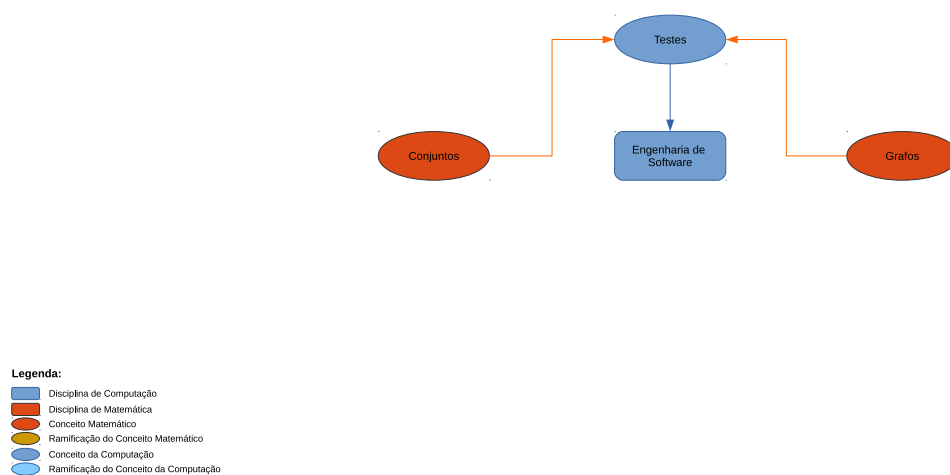 Testes
Conjuntos
Engenharia de
Software
Grafos
Legenda:
Disciplina de Computação
Disciplina de Matemática
Conceito Matemático
Ramificação do Conceito Matemático
Conceito da Computação
Ramificação do Conceito da Computação